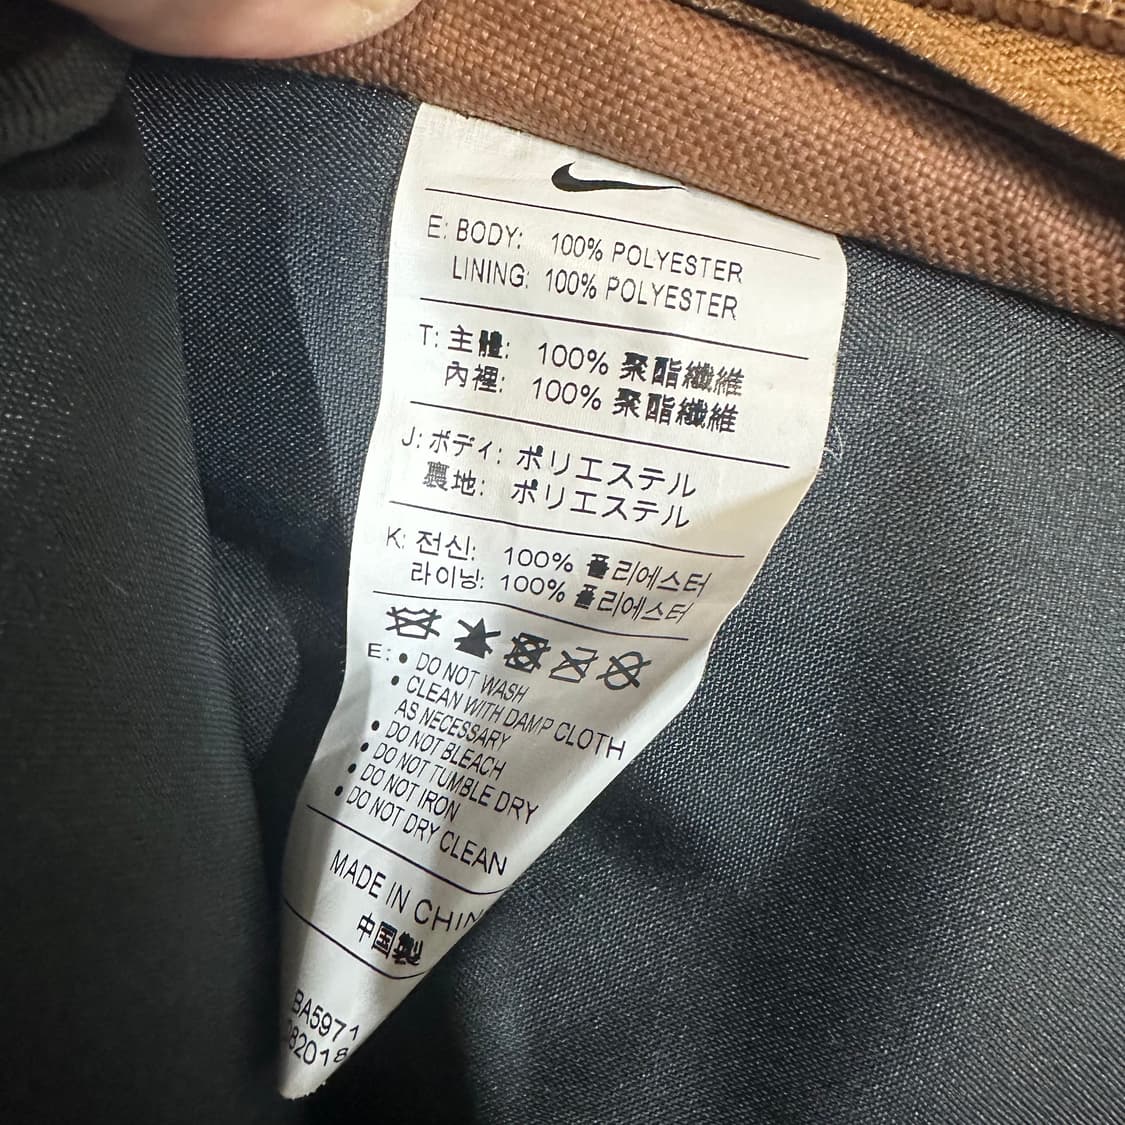 E: BODY: 100% POLYESTER
LINING: 100% POLYESTER
T: 主體: 100% 聚酯纖維
內裡: 100% 聚酯纖維
J: ボディ: ポリエステル
裏地: ポリエステル
K: 전신: 100% 폴리에스터
라이닝: 100% 폴리에스터
E: • DO NOT WASH
• CLEAN WITH DAMP CLOTH
AS NECESSARY
• DO NOT BLEACH
• DO NOT TUMBLE DRY
• DO NOT IRON
• DO NOT DRY CLEAN
MADE IN CHIN
中国製
BA5971
082018